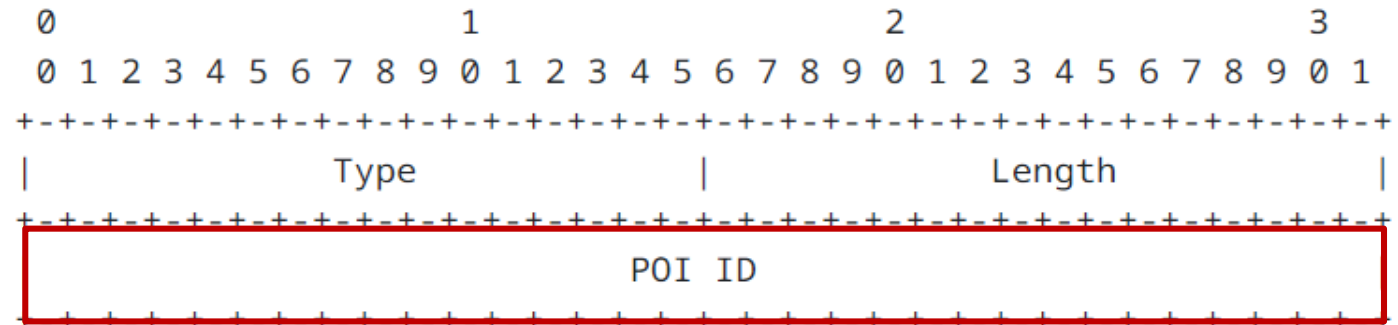 0                   1                   2                   3
0 1 2 3 4 5 6 7 8 9 0 1 2 3 4 5 6 7 8 9 0 1 2 3 4 5 6 7 8 9 0 1
+-+-+-+-+-+-+-+-+-+-+-+-+-+-+-+-+-+-+-+-+-+-+-+-+-+-+-+-+-+-+-+-+
|              Type             |             Length            |
+-+-+-+-+-+-+-+-+-+-+-+-+-+-+-+-+-+-+-+-+-+-+-+-+-+-+-+-+-+-+-+-+
POI ID
+-+-+-+-+-+-+-+-+-+-+-+-+-+-+-+-+-+-+-+-+-+-+-+-+-+-+-+-+-+-+-+-+